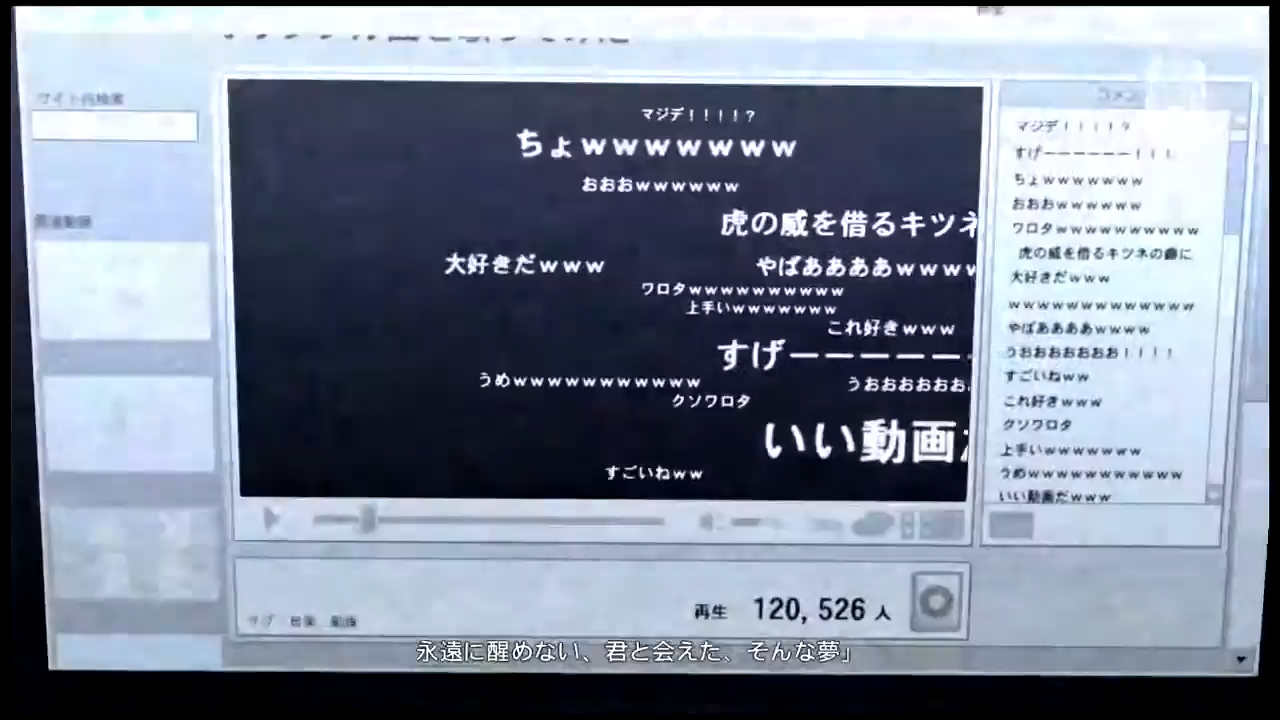 サイト内検索
マジデ！！！！？
ちょｗｗｗｗｗｗｗ
おおおｗｗｗｗｗｗ
虎の威を借るキツネ
大好きだｗｗｗ
やばああああｗｗｗｗ
ワロタｗｗｗｗｗｗｗｗｗｗ
上手いｗｗｗｗｗｗｗ
これ好きｗｗｗ
すげーーーーーー
うめｗｗｗｗｗｗｗｗｗｗｗ
うおおおおおお
クソワロタ
いい動画
すごいねｗｗ
マジデ！！！！？
すげーーーーーー！！！
ちょｗｗｗｗｗｗｗ
おおおｗｗｗｗｗｗ
ワロタｗｗｗｗｗｗｗｗｗｗ
虎の威を借るキツネの癖に
大好きだｗｗｗ
ｗｗｗｗｗｗｗｗｗｗｗｗｗ
やばああああｗｗｗｗ
うおおおおおおお！！！！
すごいねｗｗ
これ好きｗｗｗ
クソワロタ
上手いｗｗｗｗｗｗｗ
うめｗｗｗｗｗｗｗｗｗｗｗ
いい動画だｗｗｗ
再生 120,526 人
永遠に醒めない、君と会えた、そんな夢」